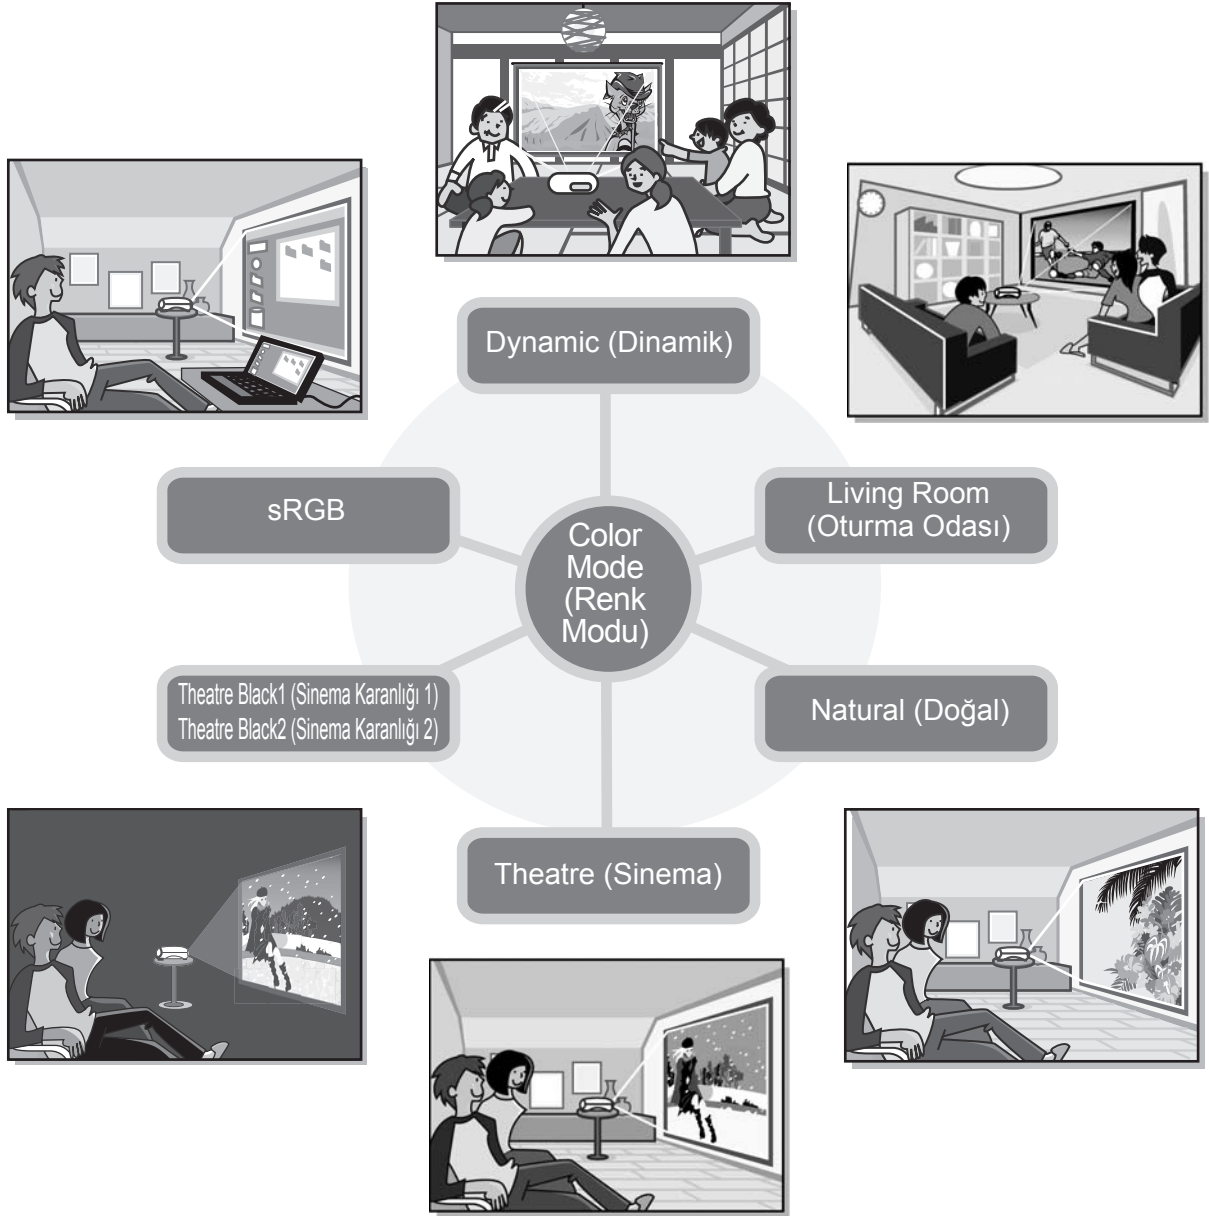 Dynamic (Dinamik)
sRGB
Living Room
(Oturma Odası)
Color
Mode
(Renk
Modu)
Theatre Black1 (Sinema Karanlığı 1)
Theatre Black2 (Sinema Karanlığı 2)
Natural (Doğal)
Theatre (Sinema)